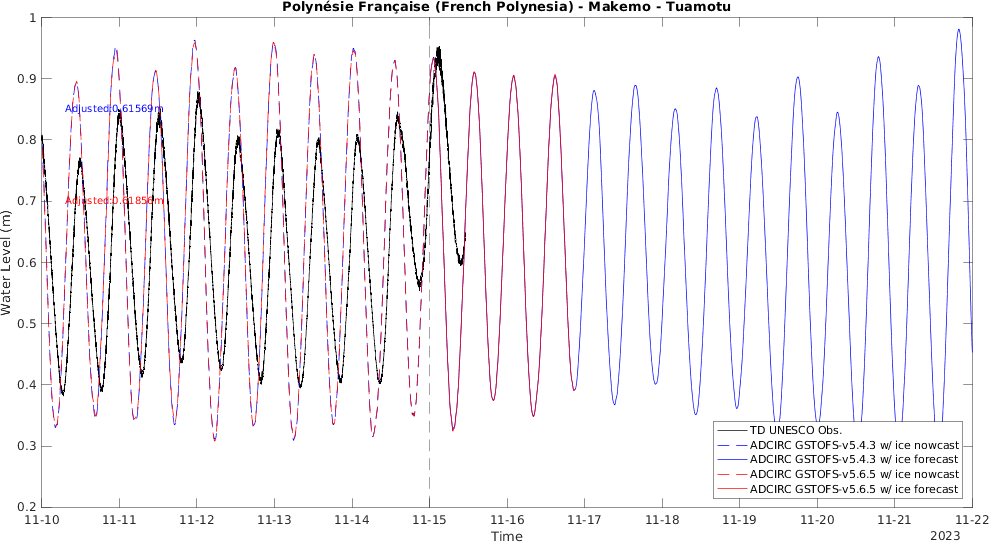 Polynésie Française (French Polynesia) - Makemo - Tuamotu
1
0.9
0.8
0.7
0.6
0.5
0.4
0.3
0.2
Water Level (m)
Adjusted:0.61569m
Adjusted:0.61856m
TD UNESCO Obs.
ADCIRC GSTOFS-v5.4.3 w/ ice nowcast
ADCIRC GSTOFS-v5.4.3 w/ ice forecast
ADCIRC GSTOFS-v5.6.5 w/ ice nowcast
ADCIRC GSTOFS-v5.6.5 w/ ice forecast
11-10 11-11 11-12 11-13 11-14 11-15 11-16 11-17 11-18 11-19 11-20 11-21 11-22
Time
2023